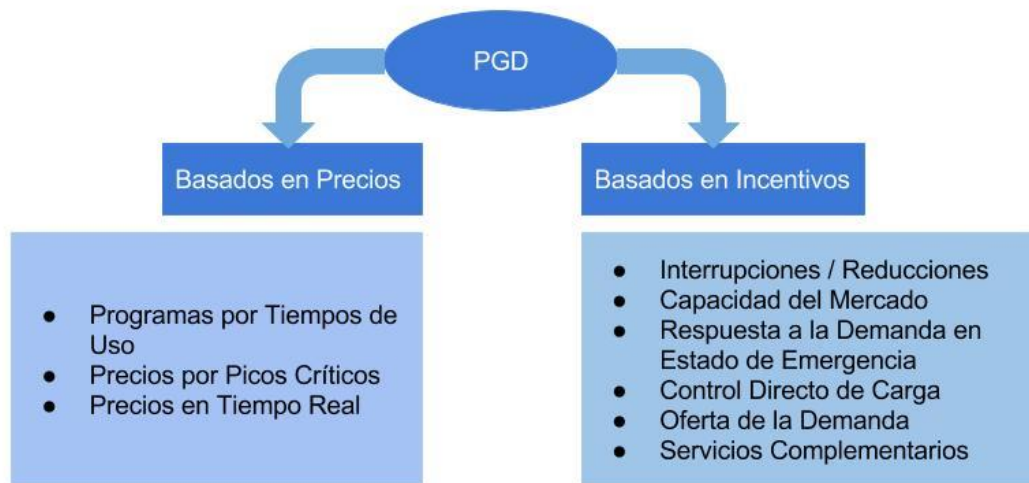 PGD
Basados en Precios
● Programas por Tiempos de
Uso
● Precios por Picos Críticos
● Precios en Tiempo Real
Basados en Incentivos
● Interrupciones / Reducciones
● Capacidad del Mercado
● Respuesta a la Demanda en
Estado de Emergencia
● Control Directo de Carga
● Oferta de la Demanda
● Servicios Complementarios